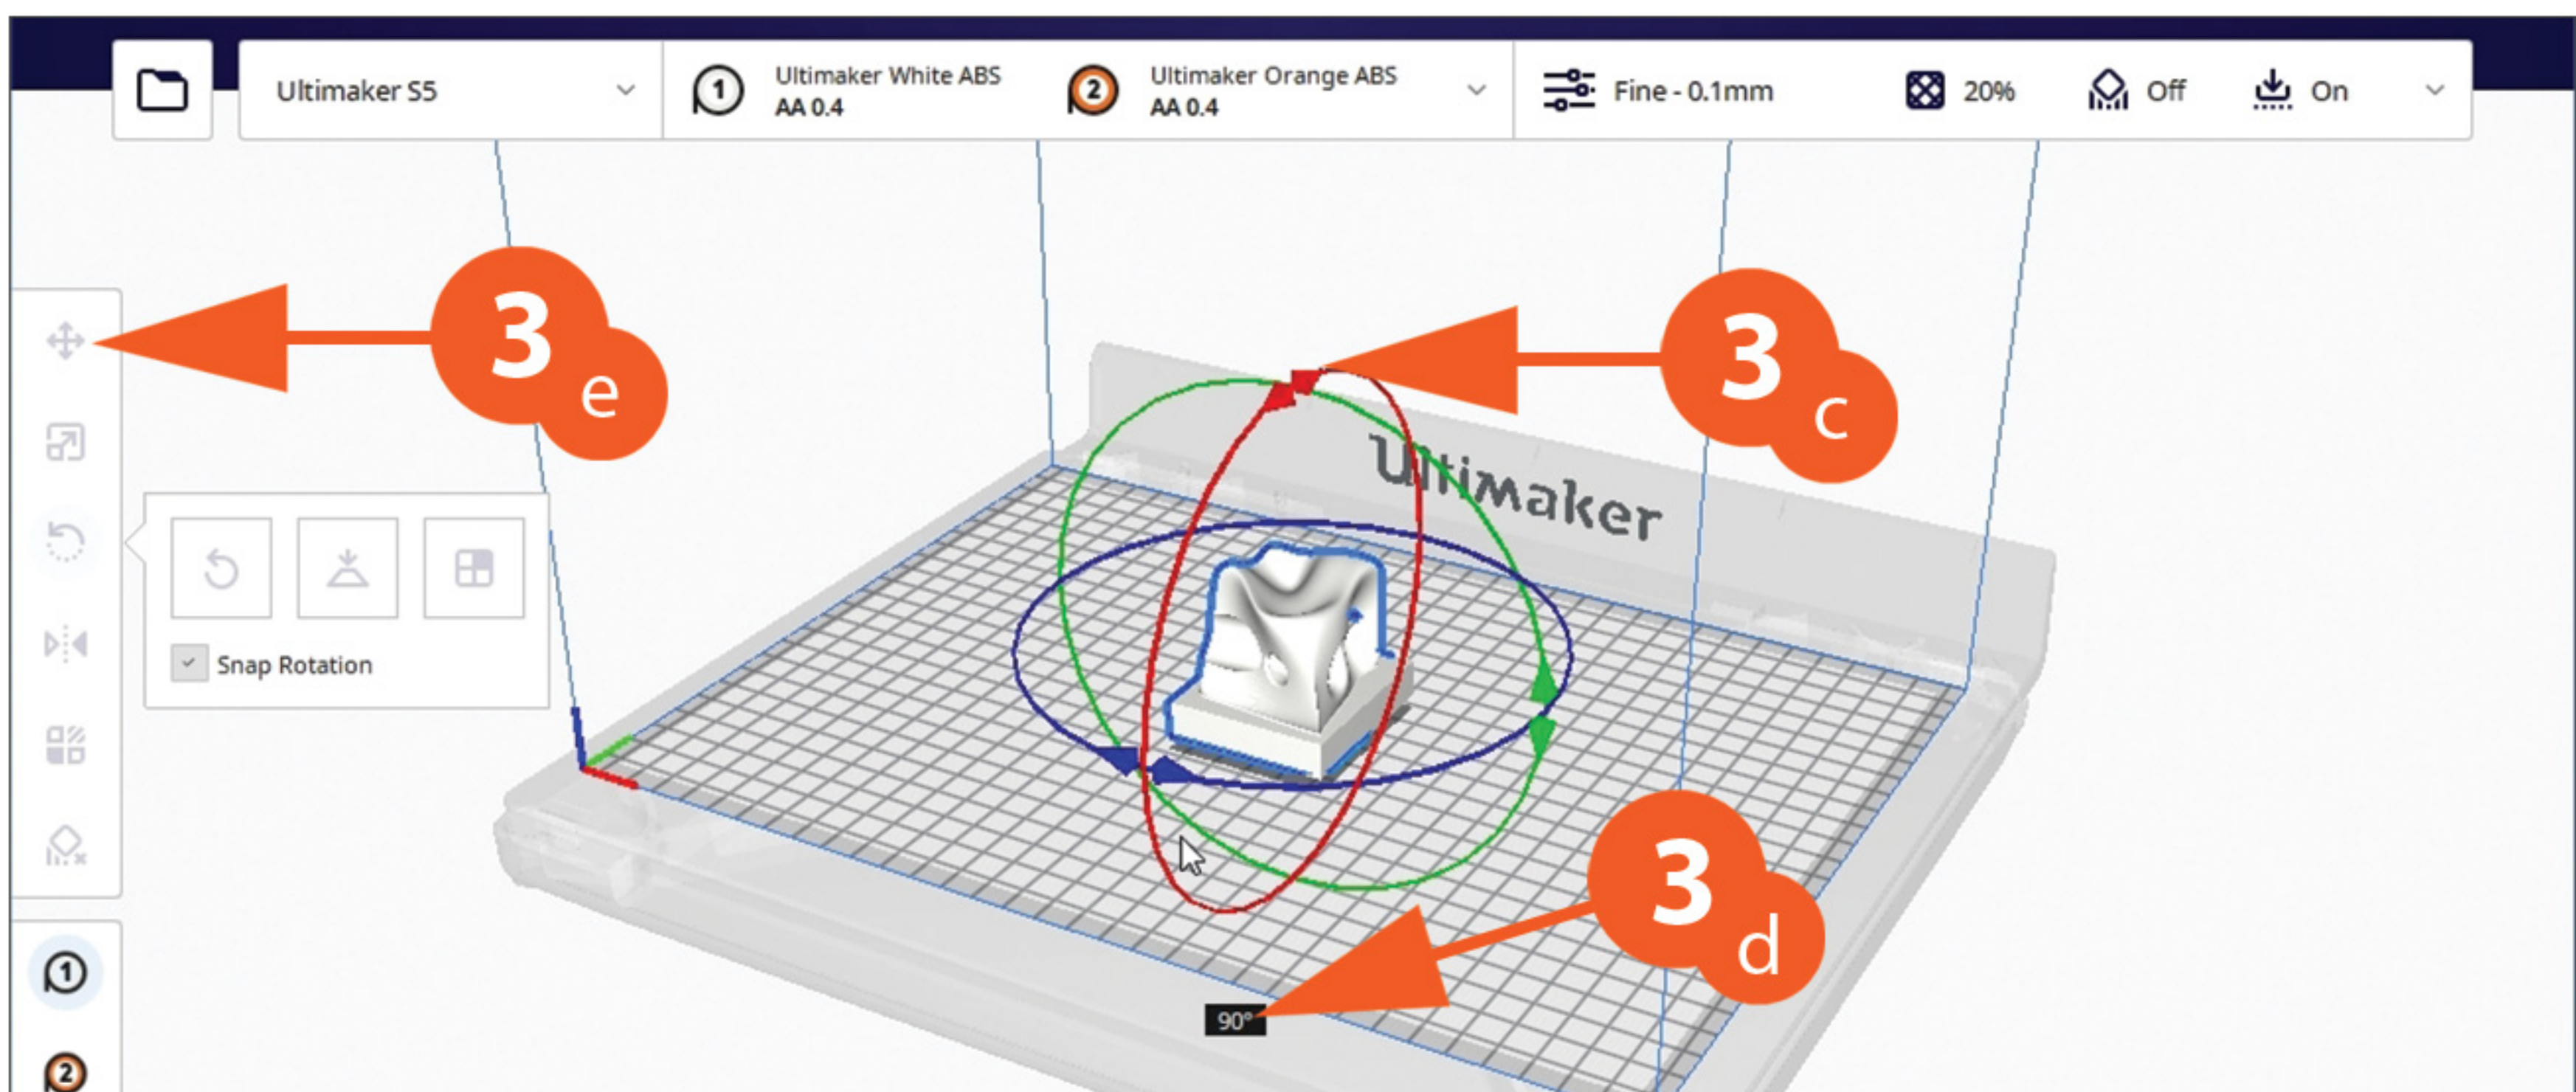 Ultimaker S5
1
Ultimaker White ABS
AA 0.4
2
Ultimaker Orange ABS
AA 0.4
Fine - 0.1mm
20%
Off
On
3
e
3
c
Ultimaker
Snap Rotation
3
d
1
90°
2